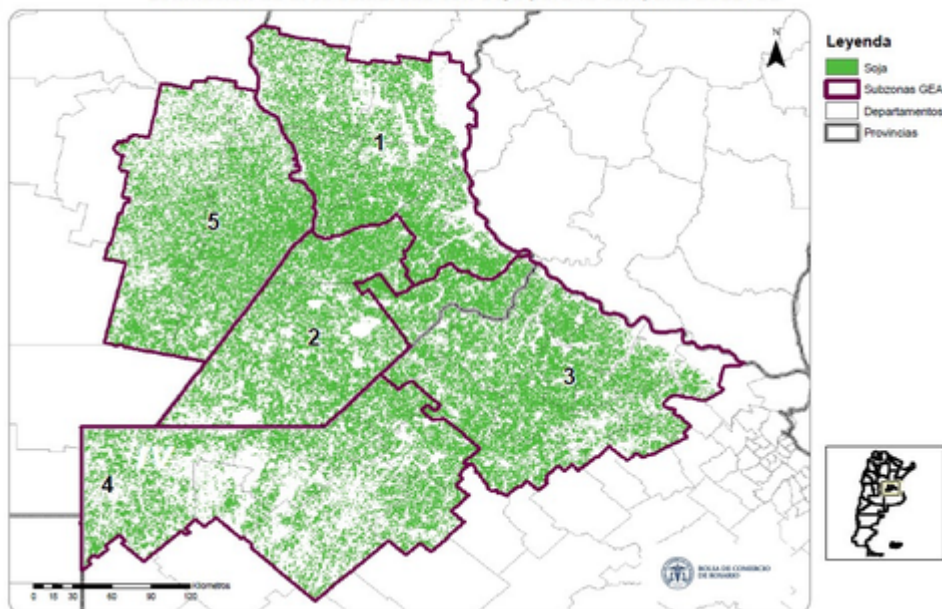 N
Leyenda
Soja
Subzonas GEA
Departamentos
Provincias
1
5
2
3
4
Kilometros
0 15 30 60 90 120
BOLSA DE COMERCIO
DE ROSARIO